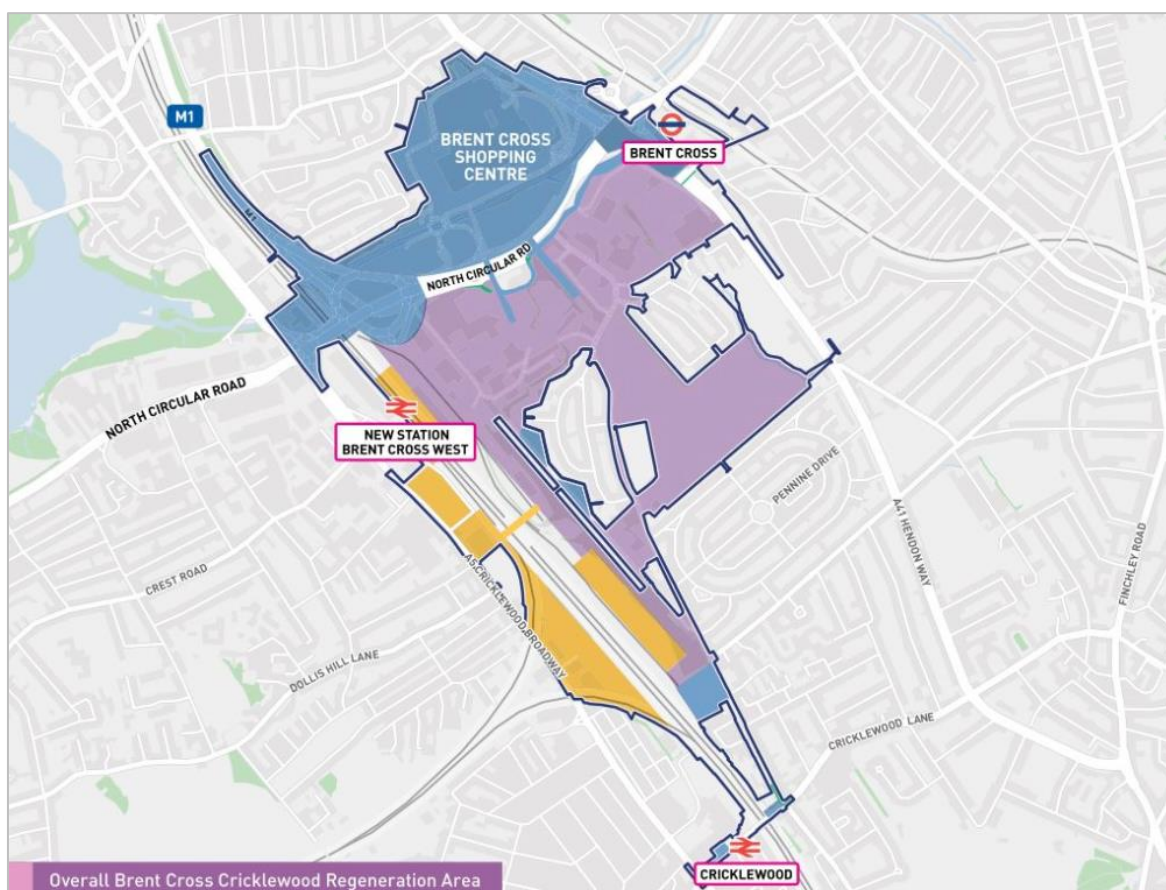 M1
BRENT CROSS
SHOPPING
CENTRE
BRENT CROSS
M1
NORTH CIRCULAR RD
NORTH CIRCULAR ROAD
NEW STATION
BRENT CROSS WEST
PENNINE DRIVE
A41 HENDON WAY
FINCHLEY ROAD
CREST ROAD
A5 CRICKLEWOOD BROADWAY
DOLLIS HILL LANE
CRICKLEWOOD LANE
CRICKLEWOOD
Overall Brent Cross Cricklewood Regeneration Area